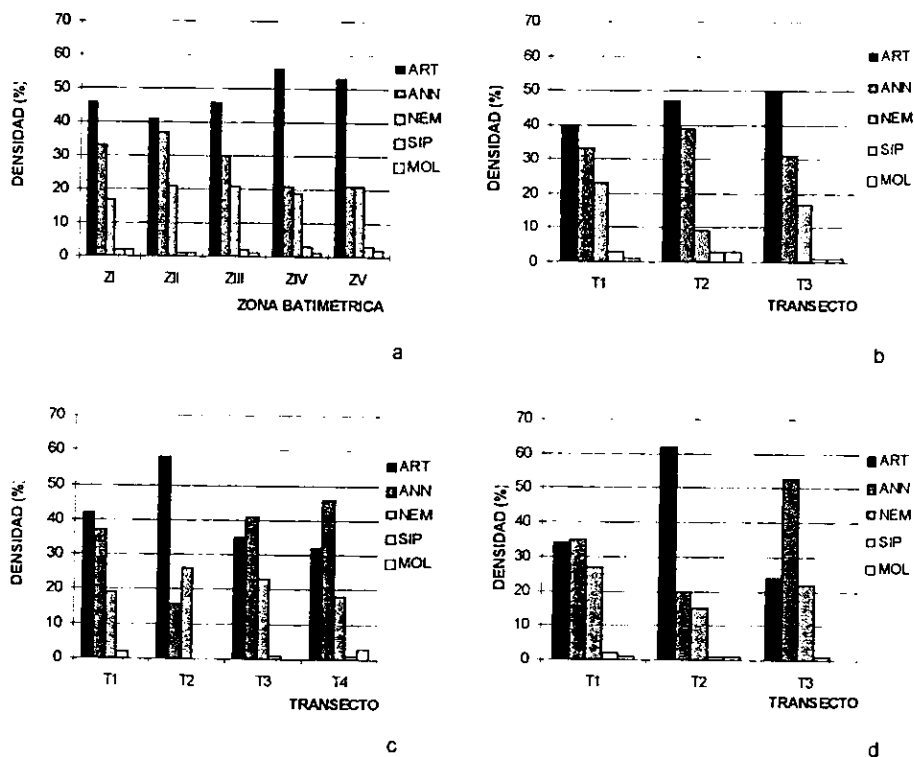 70
60
50
40
30
20
10
0
DENSIDAD (%)
ZI ZII ZIII ZIV ZV
ZONA BATIMÉTRICA
ART
ANN
NEM
SIP
MOL
a
70
60
50
40
30
20
10
0
DENSIDAD (%)
T1 T2 T3
TRANSECTO
ART
ANN
NEM
SIP
MOL
b
70
60
50
40
30
20
10
0
DENSIDAD (%)
T1 T2 T3 T4
TRANSECTO
ART
ANN
NEM
SIP
MOL
c
70
60
50
40
30
20
10
0
DENSIDAD (%)
T1 T2 T3
TRANSECTO
ART
ANN
NEM
SIP
MOL
d